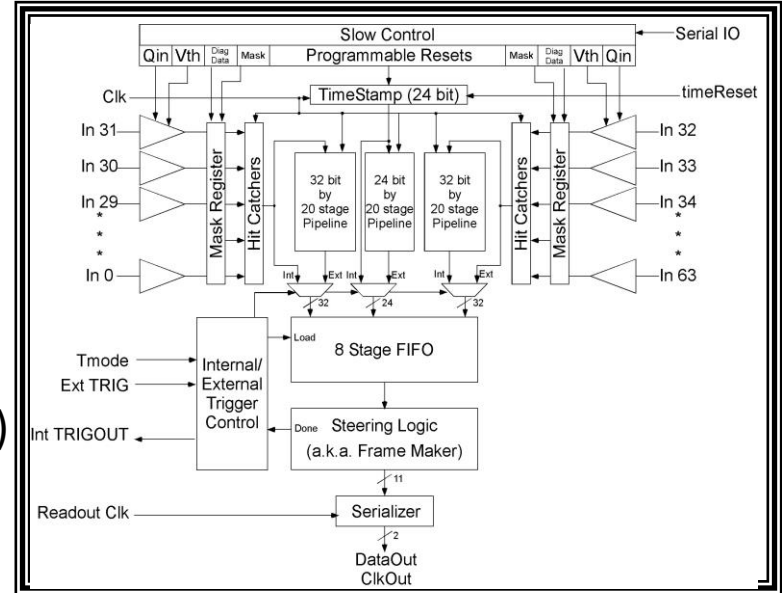 Slow Control
Serial IO
Qin Vth Diag Data Mask Programmable Resets Mask Diag Data Vth Qin
Clk
TimeStamp (24 bit)
timeReset
In 31
In 30
In 29
*
*
*
In 0
Mask Register
Hit Catchers
32 bit
by
20 stage
Pipeline
24 bit
by
20 stage
Pipeline
32 bit
by
20 stage
Pipeline
Hit Catchers
Mask Register
In 32
In 33
In 34
*
*
*
In 63
Int Ext Int Ext Int Ext
32 24 32
Tmode
Ext TRIG
Int TRIGOUT
Internal/
External
Trigger
Control
Load
8 Stage FIFO
Done
Steering Logic
(a.k.a. Frame Maker)
)
11
Readout Clk
Serializer
2
DataOut
ClkOut